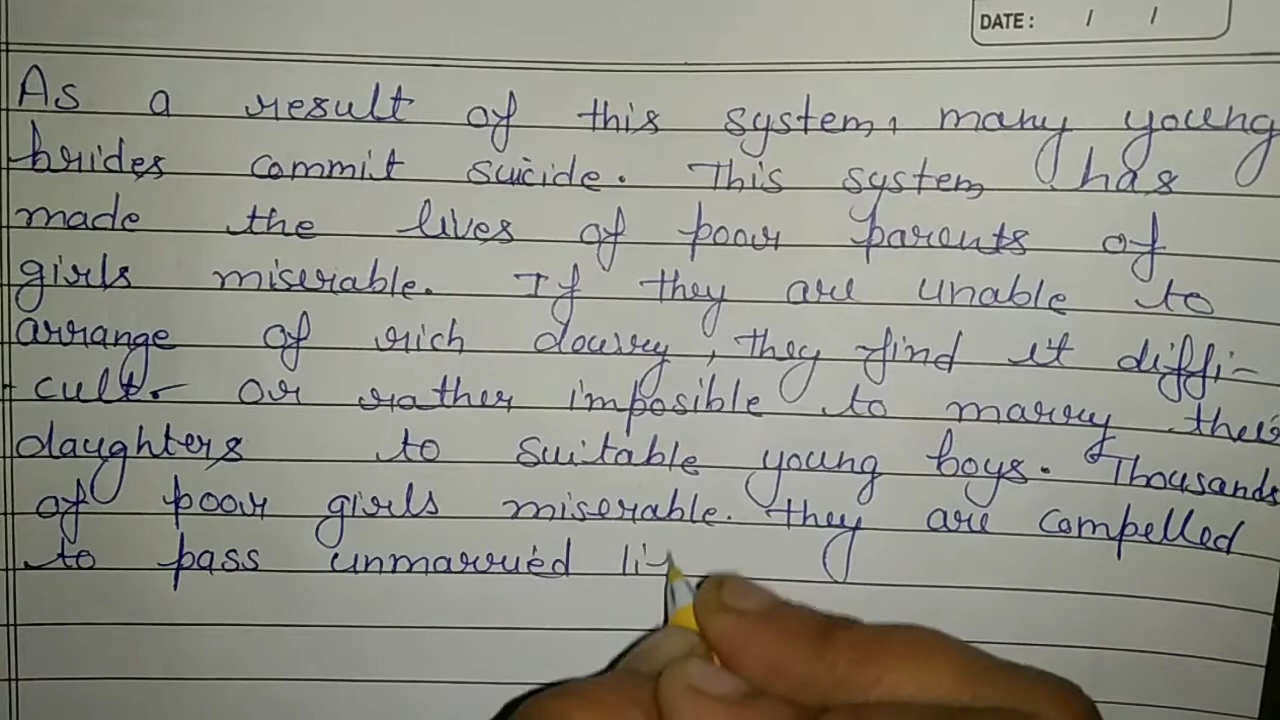 DATE: / /
As a result of this system, many young
brides commit suicide. This system has
made the lives of poor parents of
girls miserable. If they are unable to
arrange of rich dowry, they find it diffi-
cult- or rather imposible to marry
daughters to suitable young boys. Thousands
of poor girls miserable. they are compelled
to pass unmarried